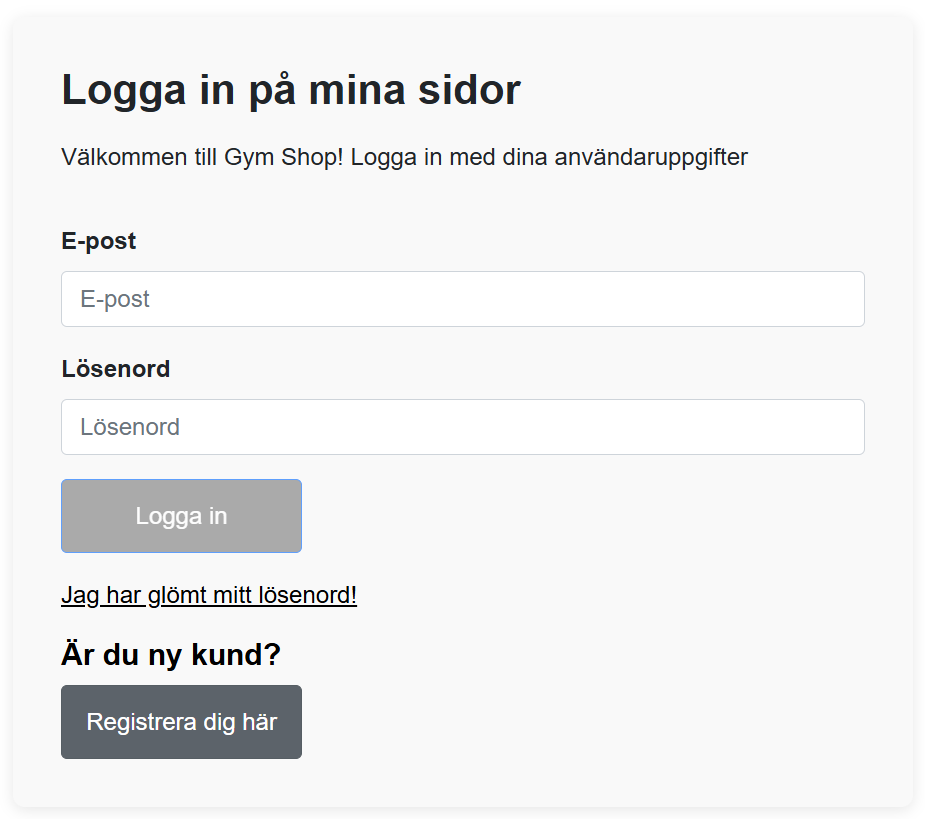 Logga in på mina sidor
Välkommen till Gym Shop! Logga in med dina användaruppgifter
E-post
E-post
Lösenord
Lösenord
Logga in
Jag har glömt mitt lösenord!
Är du ny kund?
Registrera dig här